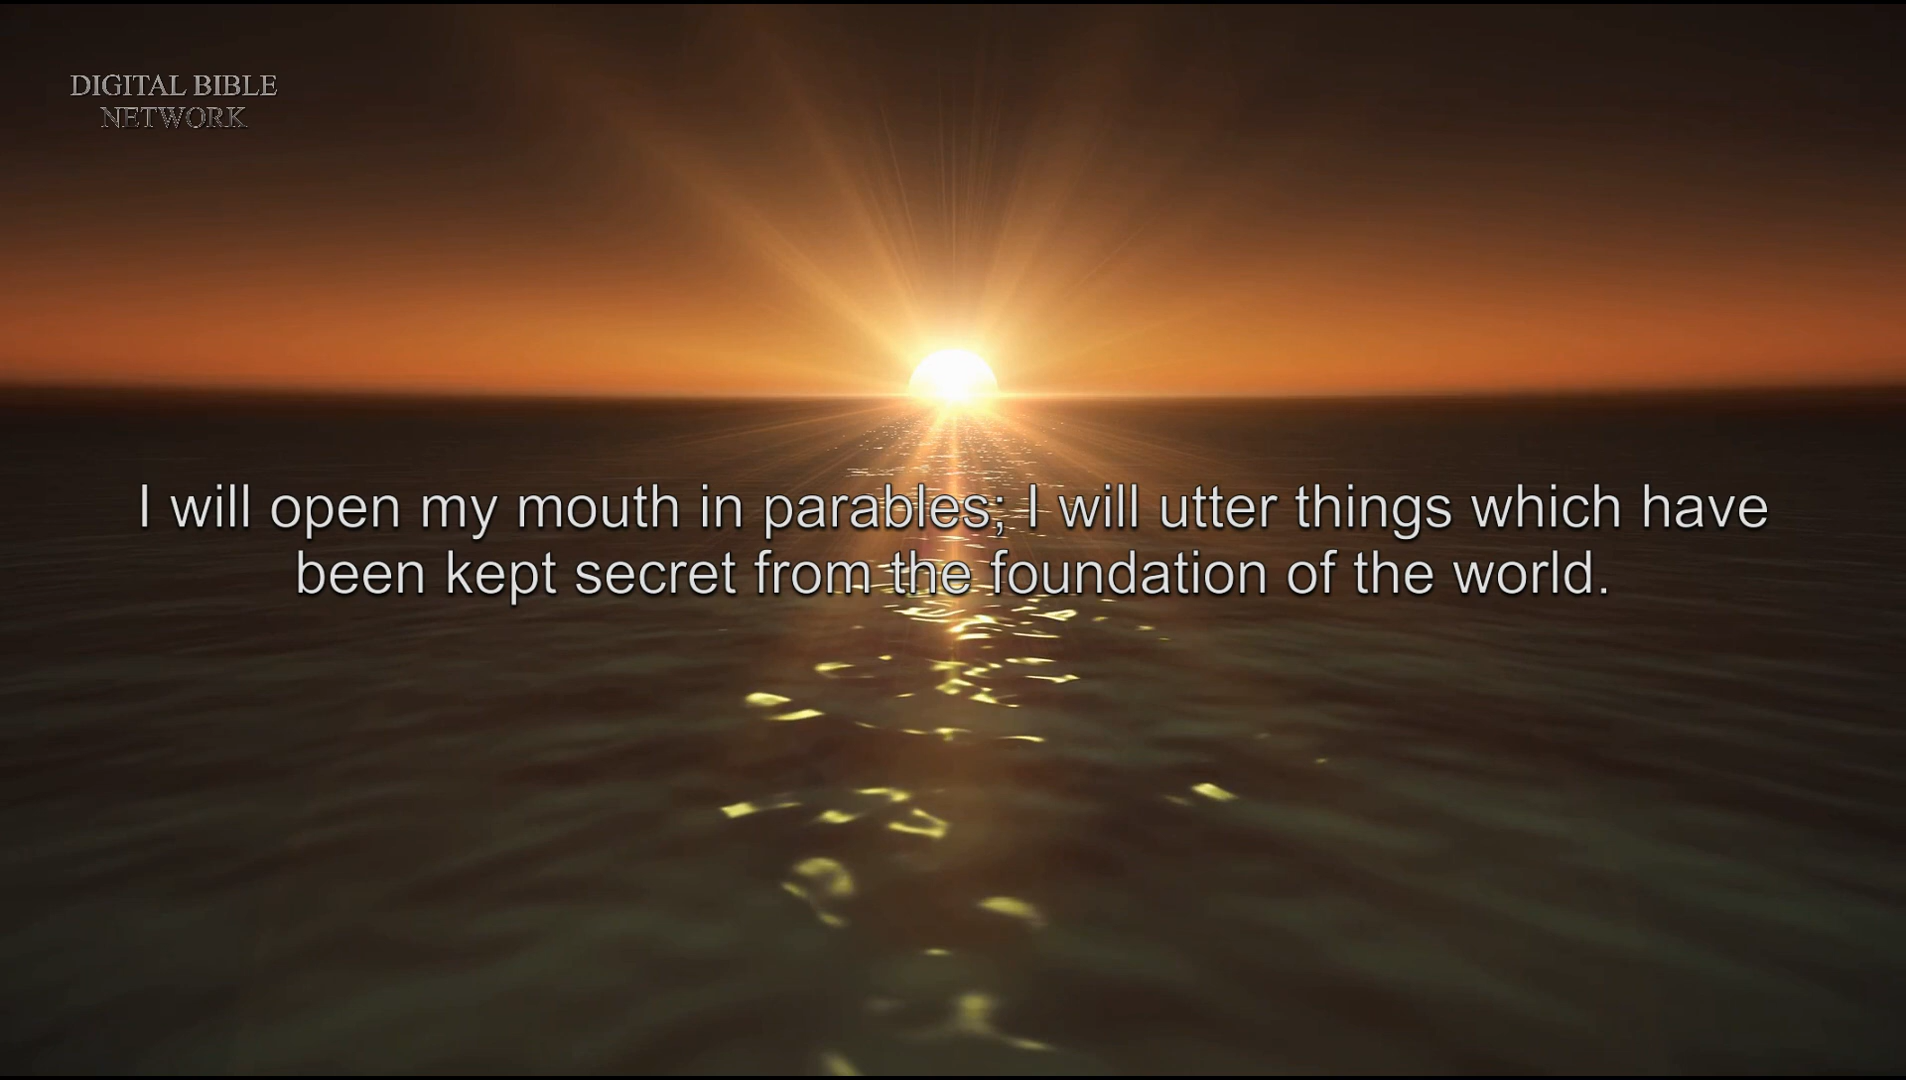 DIGITAL BIBLE
NETWORK
I will open my mouth in parables; I will utter things which have
been kept secret from the foundation of the world.